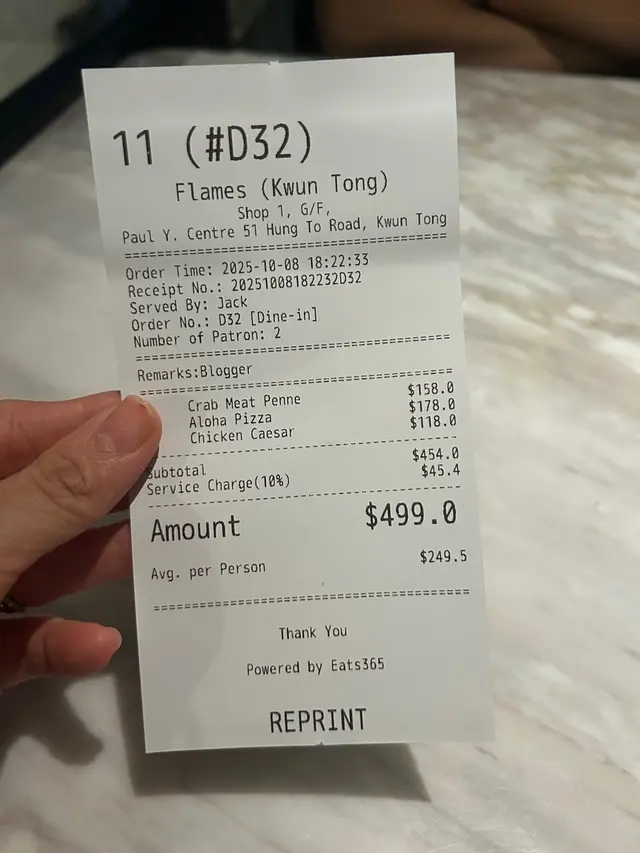 11 (#D32)
Flames (Kwun Tong)
Shop 1, G/F,
Paul Y. Centre 51 Hung To Road, Kwun Tong
================================================
Order Time: 2025-10-08 18:22:33
Receipt No.: 20251008182232D32
Served By: Jack
Order No.: D32 [Dine-in]
Number of Patron: 2
================================================
Remarks:Blogger
================================================
Crab Meat Penne $158.0
Aloha Pizza $178.0
Chicken Caesar $118.0
------------------------------------------------
Subtotal $454.0
Service Charge(10%) $45.4
------------------------------------------------
Amount $499.0
Avg. per Person $249.5
================================================
Thank You
Powered by Eats365
REPRINT